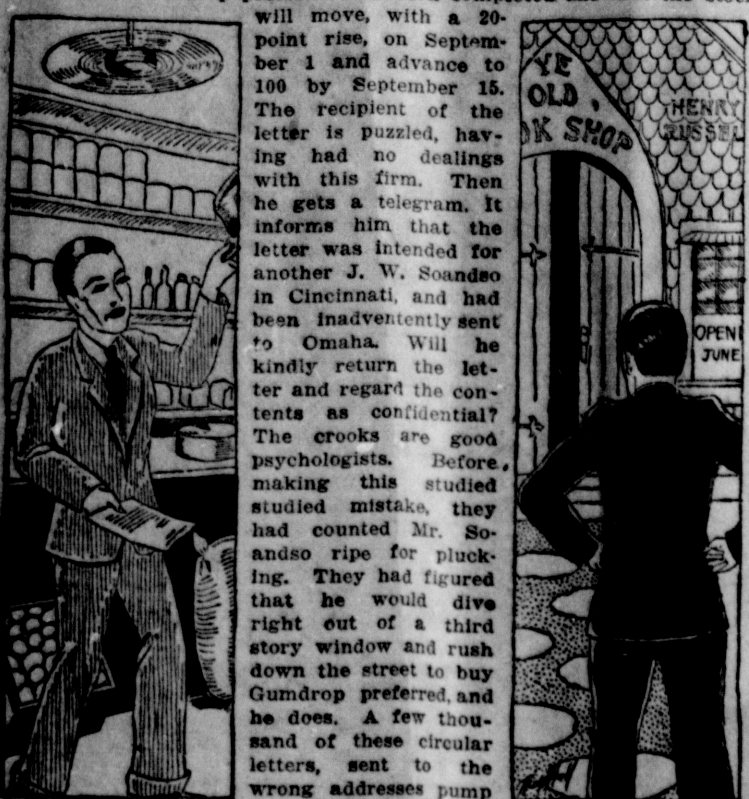 will move, with a 20-
point rise, on Septem-
ber 1 and advance to
100 by September 15.
The recipient of the
letter is puzzled, hav-
ing had no dealings
with this firm. Then
he gets a telegram. It
informs him that the
letter was intended for
another J. W. Soandso
in Cincinnati, and had
been inadventently sent
to Omaha. Will he
kindly return the let-
ter and regard the con-
tents as confidential?
The crooks are good
psychologists. Before
making this studied
studied mistake, they
had counted Mr. So-
andso ripe for pluck-
ing. They had figured
that he would dive
right out of a third
story window and rush
down the street to buy
Gumdrop preferred, and
he does. A few thou-
sand of these circular
letters, sent to the
wrong addresses pump
YE
OLD
OK SHOP
HENRY
RUSSEL
OPEN
JUNE